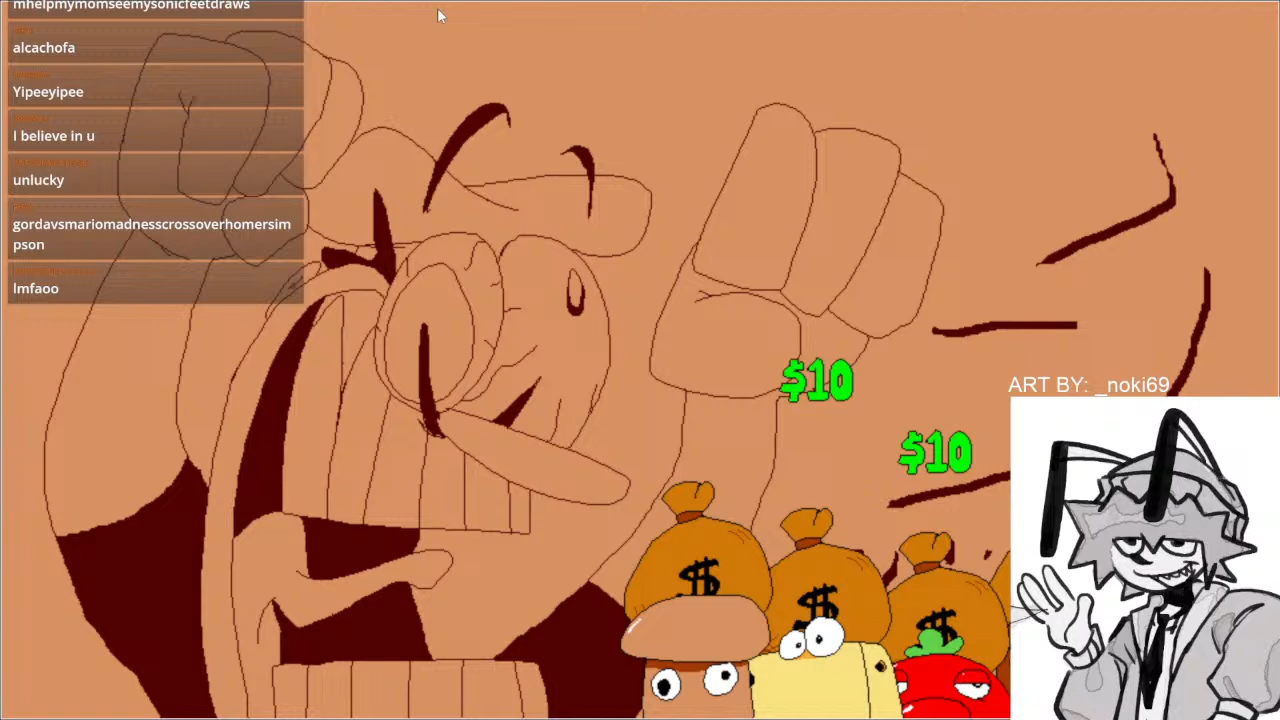 mhelpmymomseemysonicfeetdraws
alcachofa
Yipeeyipee
I believe in u
unlucky
gordavsmariomadnesscrossoverhomersim
pson
lmfaoo
$10
ART BY: _noki69
$10
$
$
$